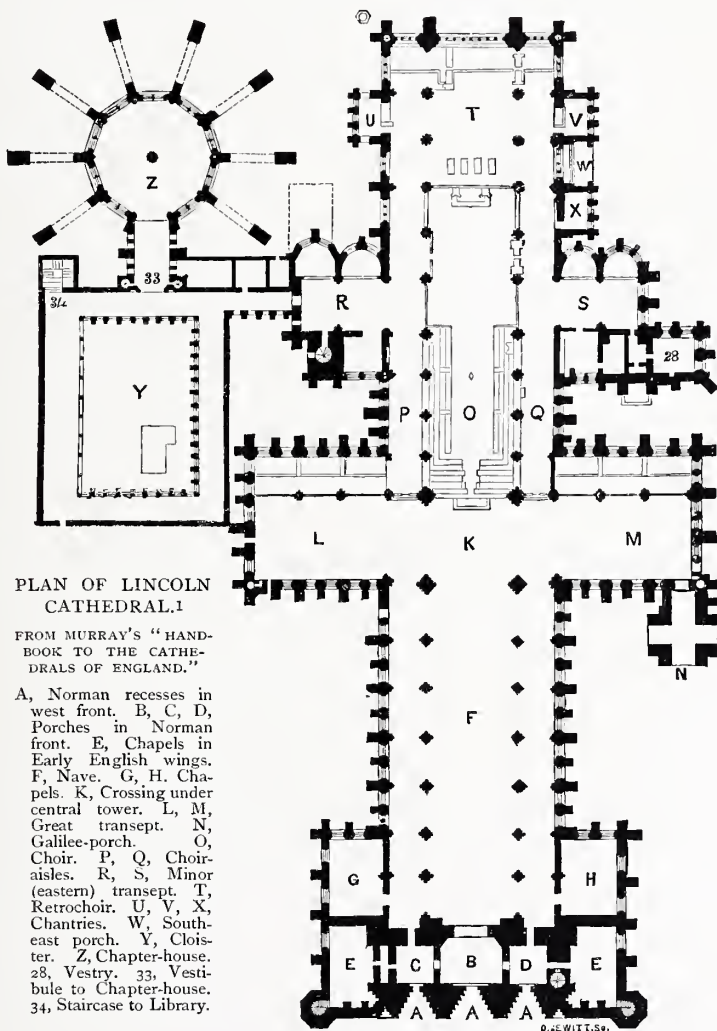 U
T
V
W
X
Z
33
34
R
S
28
Y
P
O
Q
L
K
M
N
PLAN OF LINCOLN
CATHEDRAL.1
FROM MURRAY'S "HAND-
BOOK TO THE CATHE-
DRALS OF ENGLAND."
A, Norman recesses in
west front. B, C, D,
Porches in Norman
front. E, Chapels in
Early English wings.
F, Nave. G, H. Cha-
pels. K, Crossing under
central tower. L, M,
Great transept. N,
Galilee-porch. O,
Choir. P, Q, Choir-
aisles. R, S, Minor
(eastern) transept. T,
Retrochoir. U, V, X,
Chantries. W, South-
east porch. Y, Clois-
ter. Z, Chapter-house.
28, Vestry. 33, Vesti-
bule to Chapter-house.
34, Staircase to Library.
F
G
H
E
C
B
D
E
A
A
A
O. JEWITT. Sc.